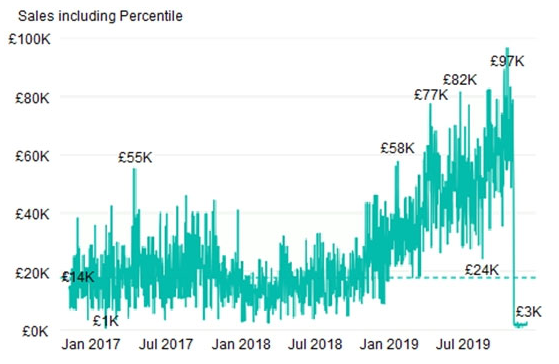 Sales including Percentile
£100K
£97K
£82K
£80K
£77K
£60K
£58K
£55K
£40K
£20K
£14K
£24K
£3K
£1K
£0K
Jan 2017 Jul 2017 Jan 2018 Jul 2018 Jan 2019 Jul 2019